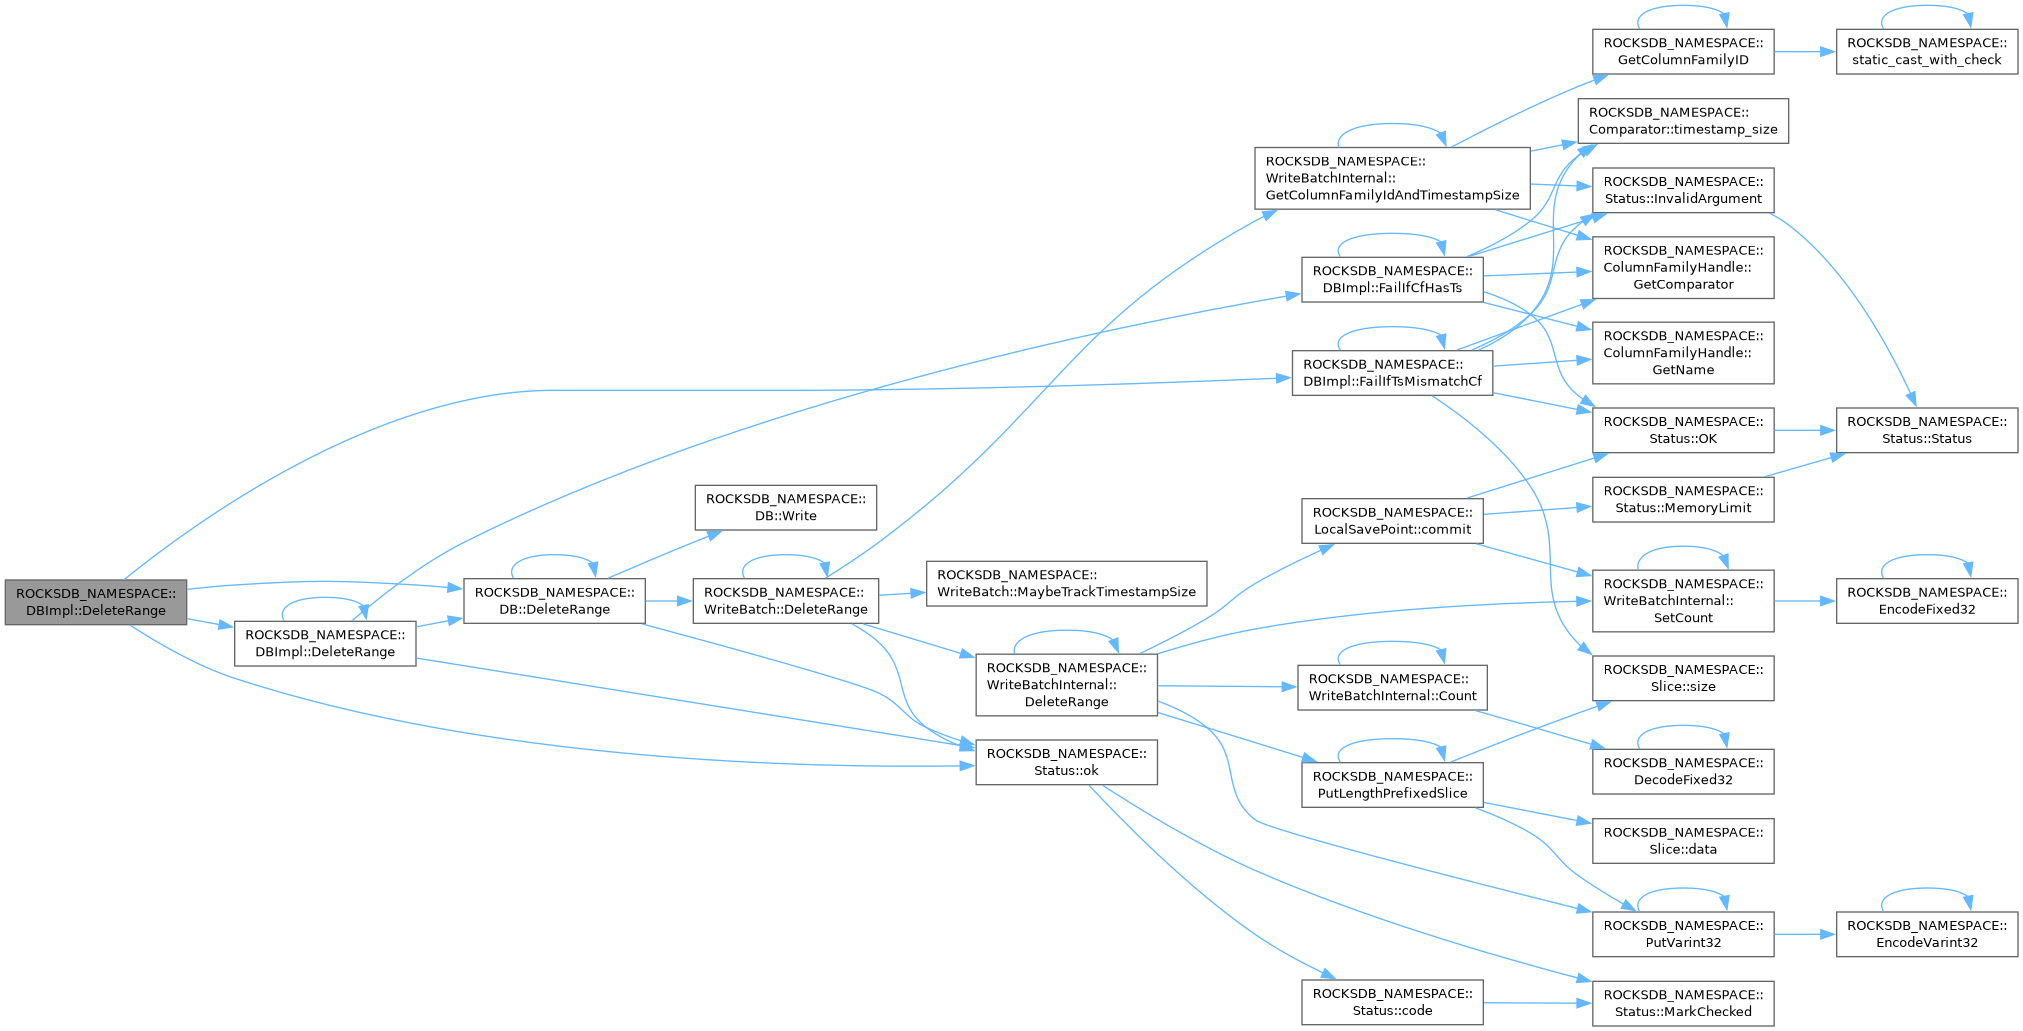 ROCKSDB_NAMESPACE::
DBImpl::DeleteRange
ROCKSDB_NAMESPACE::
DBImpl::DeleteRange
ROCKSDB_NAMESPACE::
DB::DeleteRange
ROCKSDB_NAMESPACE::
DB::Write
ROCKSDB_NAMESPACE::
WriteBatch::DeleteRange
ROCKSDB_NAMESPACE::
WriteBatch::MaybeTrackTimestampSize
ROCKSDB_NAMESPACE::
WriteBatchInternal::
DeleteRange
ROCKSDB_NAMESPACE::
Status::ok
ROCKSDB_NAMESPACE::
WriteBatchInternal::
GetColumnFamilyIdAndTimestampSize
ROCKSDB_NAMESPACE::
DBImpl::FailIfCfHasTs
ROCKSDB_NAMESPACE::
DBImpl::FailIfTsMismatchCf
ROCKSDB_NAMESPACE::
LocalSavePoint::commit
ROCKSDB_NAMESPACE::
WriteBatchInternal::Count
ROCKSDB_NAMESPACE::
PutLengthPrefixedSlice
ROCKSDB_NAMESPACE::
Status::code
ROCKSDB_NAMESPACE::
GetColumnFamilyID
ROCKSDB_NAMESPACE::
Comparator::timestamp_size
ROCKSDB_NAMESPACE::
Status::InvalidArgument
ROCKSDB_NAMESPACE::
ColumnFamilyHandle::
GetComparator
ROCKSDB_NAMESPACE::
ColumnFamilyHandle::
GetName
ROCKSDB_NAMESPACE::
Status::OK
ROCKSDB_NAMESPACE::
Status::MemoryLimit
ROCKSDB_NAMESPACE::
WriteBatchInternal::
SetCount
ROCKSDB_NAMESPACE::
Slice::size
ROCKSDB_NAMESPACE::
DecodeFixed32
ROCKSDB_NAMESPACE::
Slice::data
ROCKSDB_NAMESPACE::
PutVarint32
ROCKSDB_NAMESPACE::
Status::MarkChecked
ROCKSDB_NAMESPACE::
static_cast_with_check
ROCKSDB_NAMESPACE::
Status::Status
ROCKSDB_NAMESPACE::
EncodeFixed32
ROCKSDB_NAMESPACE::
EncodeVarint32